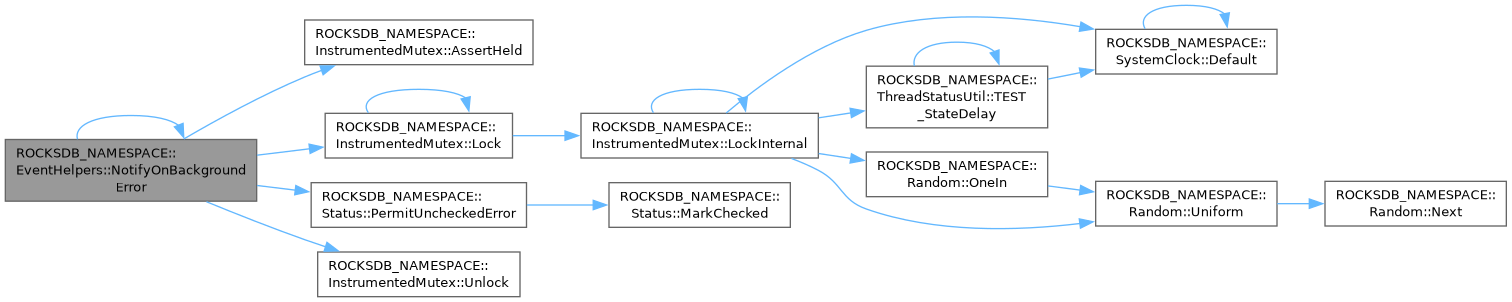 ROCKSDB_NAMESPACE::
EventHelpers::NotifyOnBackground
Error
ROCKSDB_NAMESPACE::
InstrumentedMutex::AssertHeld
ROCKSDB_NAMESPACE::
InstrumentedMutex::Lock
ROCKSDB_NAMESPACE::
Status::PermitUncheckedError
ROCKSDB_NAMESPACE::
InstrumentedMutex::Unlock
ROCKSDB_NAMESPACE::
InstrumentedMutex::LockInternal
ROCKSDB_NAMESPACE::
Status::MarkChecked
ROCKSDB_NAMESPACE::
ThreadStatusUtil::TEST
_StateDelay
ROCKSDB_NAMESPACE::
Random::OneIn
ROCKSDB_NAMESPACE::
SystemClock::Default
ROCKSDB_NAMESPACE::
Random::Uniform
ROCKSDB_NAMESPACE::
Random::Next